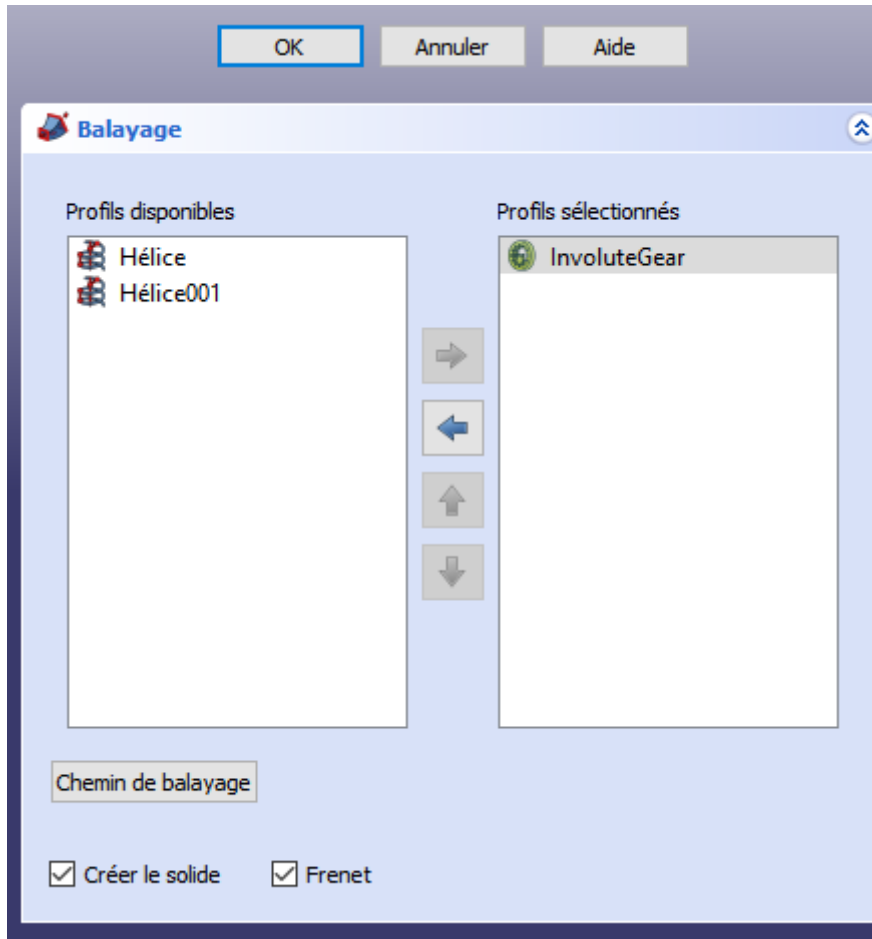 OK Annuler Aide
Balayage
Profils disponibles Profils sélectionnés
Hélice InvoluteGear
Hélice001
Chemin de balayage
Créer le solide Frenet